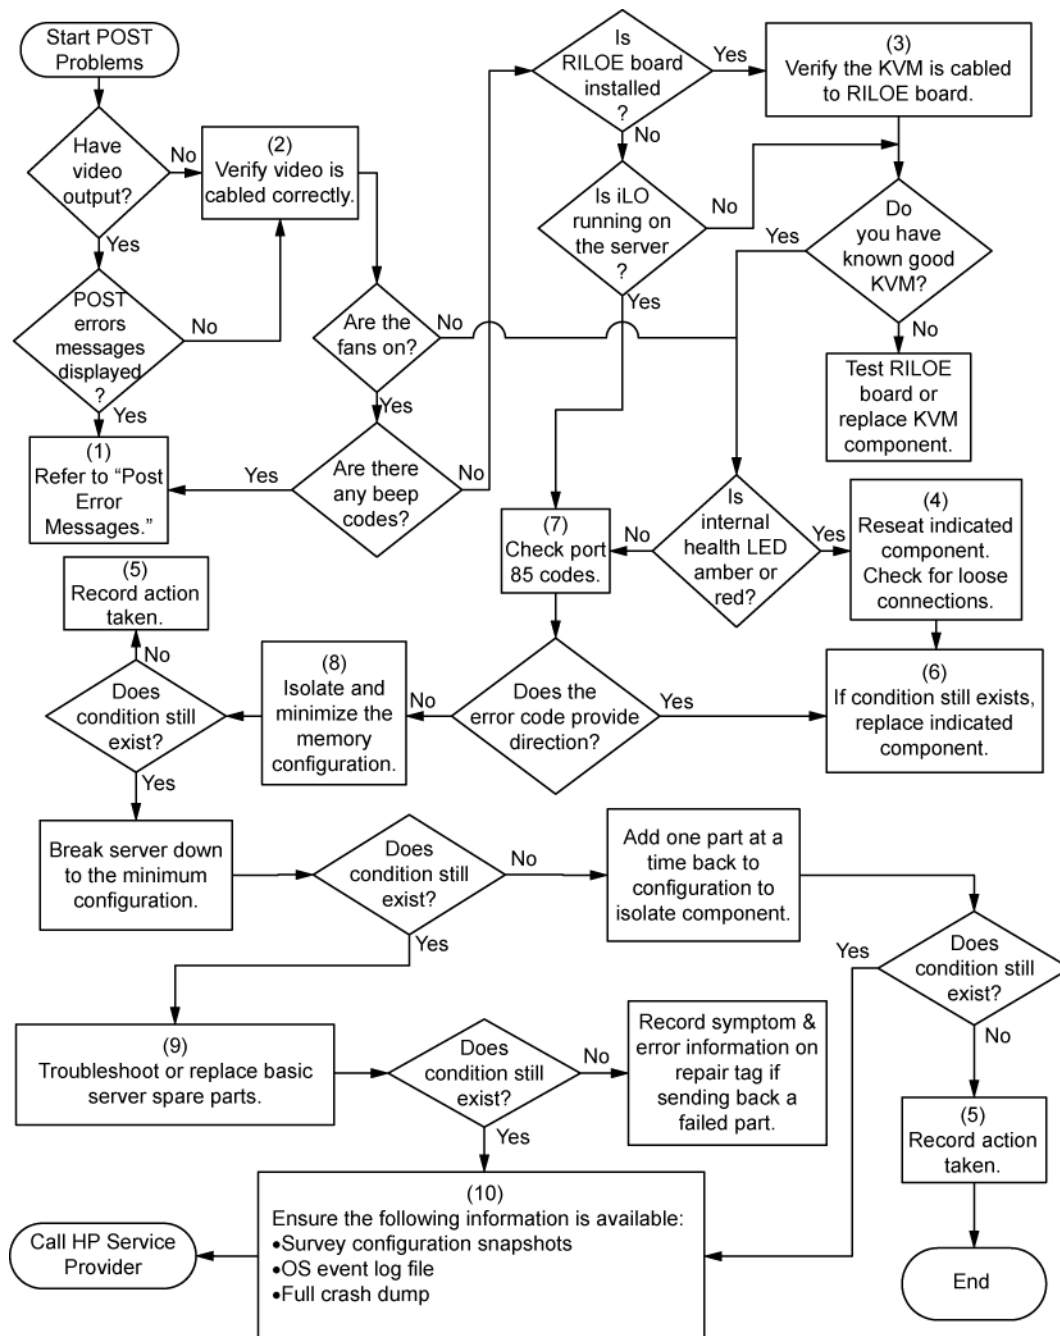 Start POST
Problems
Have
video
output?
No
Yes
(2)
Verify video is
cabled correctly.
POST
errors
messages
displayed
?
No
Yes
(1)
Refer to “Post
Error
Messages.”
Are the
fans on?
No
Yes
Are there
any beep
codes?
Yes
No
Is
RILOE board
installed
?
Yes
No
(3)
Verify the KVM is cabled
to RILOE board.
Is iLO
running on
the server
?
No
Yes
Do
you have
known good
KVM?
Yes
No
Test RILOE
board or
replace KVM
component.
Is
internal
health LED
amber or
red?
No
Yes
(4)
Reseat indicated
component.
Check for loose
connections.
(7)
Check port
85 codes.
(6)
If condition still exists,
replace indicated
component.
Does the
error code provide
direction?
Yes
No
(8)
Isolate and
minimize the
memory
configuration.
(5)
Record action
taken.
No
Does
condition still
exist?
Yes
Break server down
to the minimum
configuration.
Does
condition still
exist?
No
Yes
Add one part at a
time back to
configuration to
isolate component.
Does
condition still
exist?
Yes
No
(9)
Troubleshoot or replace basic
server spare parts.
Does
condition still
exist?
No
Yes
Record symptom &
error information on
repair tag if
sending back a
failed part.
(5)
Record action
taken.
(10)
Ensure the following information is available:
•Survey configuration snapshots
•OS event log file
•Full crash dump
Call HP Service
Provider
End